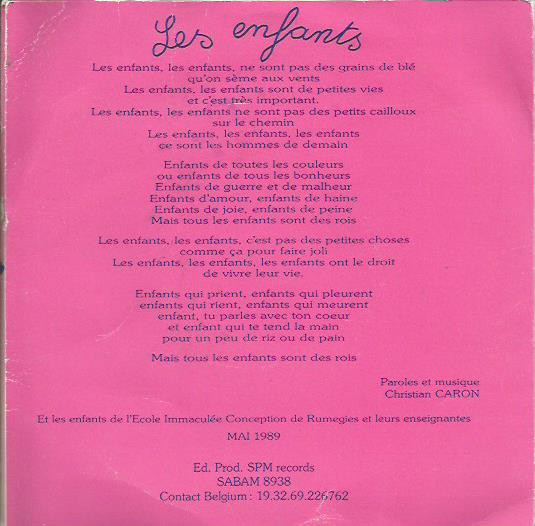 Les enfants
Les enfants, les enfants, ne sont pas des grains de blé
qu'on sème aux vents
Les enfants, les enfants sont de petites vies
et c'est très important.
Les enfants, les enfants ne sont pas des petits cailloux
sur le chemin
Les enfants, les enfants, les enfants
ce sont les hommes de demain
Enfants de toutes les couleurs
ou enfants de tous les bonheurs
Enfants de guerre et de malheur
Enfants d'amour, enfants de haine
Enfants de joie, enfants de peine
Mais tous les enfants sont des rois
Les enfants, les enfants, c'est pas des petites choses
comme ça pour faire joli
Les enfants, les enfants, les enfants ont le droit
de vivre leur vie.
Enfants qui prient, enfants qui pleurent
enfants qui rient, enfants qui meurent
enfant, tu parles avec ton coeur
et enfant qui te tend la main
pour un peu de riz ou de pain
Mais tous les enfants sont des rois
Paroles et musique
Christian CARON
Et les enfants de l'Ecole Immaculée Conception de Rumegies et leurs enseignantes
MAI 1989
Ed. Prod. SPM records
SABAM 8938
Contact Belgium : 19.32.69.226762